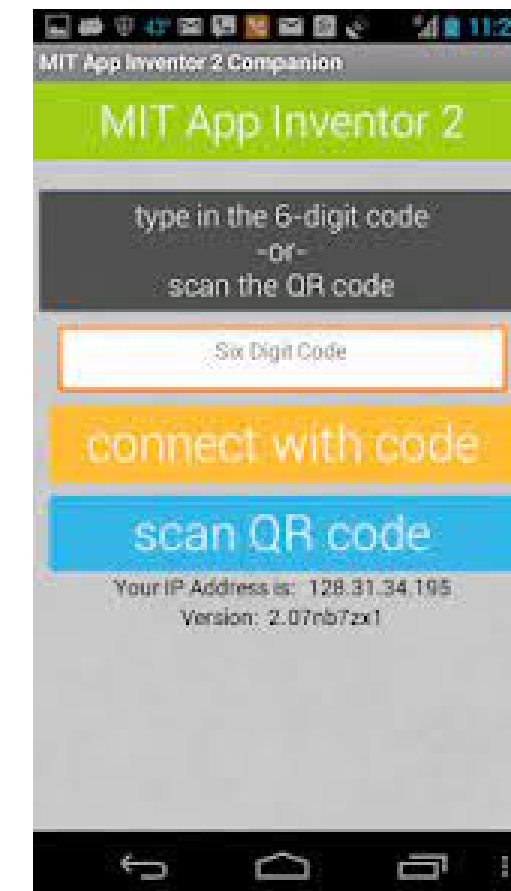 43°
MIT App Inventor 2 Companion
MIT App Inventor 2
type in the 6-digit code
-or-
scan the QR code
Six Digit Code
connect with code
scan QR code
Your IP Address is: 128.31.34.195
Version: 2.07nb7zx1